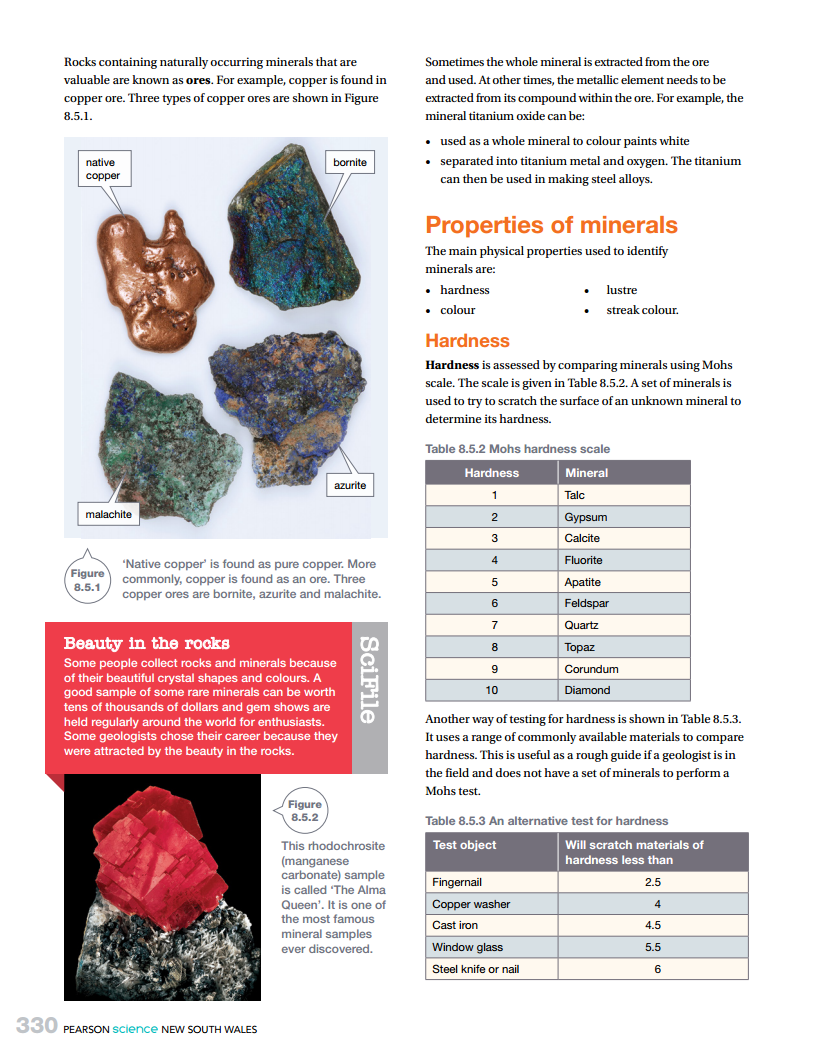 Rocks containing naturally occurring minerals that are
valuable are known as ores. For example, copper is found in
copper ore. Three types of copper ores are shown in Figure
8.5.1.
native
copper
bornite
azurite
malachite
Figure
8.5.1
‘Native copper’ is found as pure copper. More
commonly, copper is found as an ore. Three
copper ores are bornite, azurite and malachite.
Beauty in the rocks
Some people collect rocks and minerals because
of their beautiful crystal shapes and colours. A
good sample of some rare minerals can be worth
tens of thousands of dollars and gem shows are
held regularly around the world for enthusiasts.
Some geologists chose their career because they
were attracted by the beauty in the rocks.
SciFile
Figure
8.5.2
This rhodochrosite
(manganese
carbonate) sample
is called ‘The Alma
Queen’. It is one of
the most famous
mineral samples
ever discovered.
Sometimes the whole mineral is extracted from the ore
and used. At other times, the metallic element needs to be
extracted from its compound within the ore. For example, the
mineral titanium oxide can be:
• used as a whole mineral to colour paints white
• separated into titanium metal and oxygen. The titanium
can then be used in making steel alloys.
Properties of minerals
The main physical properties used to identify
minerals are:
• hardness • lustre
• colour • streak colour.
Hardness
Hardness is assessed by comparing minerals using Mohs
scale. The scale is given in Table 8.5.2. A set of minerals is
used to try to scratch the surface of an unknown mineral to
determine its hardness.
Table 8.5.2 Mohs hardness scale
Hardness Mineral
1 Talc
2 Gypsum
3 Calcite
4 Fluorite
5 Apatite
6 Feldspar
7 Quartz
8 Topaz
9 Corundum
10 Diamond
Another way of testing for hardness is shown in Table 8.5.3.
It uses a range of commonly available materials to compare
hardness. This is useful as a rough guide if a geologist is in
the field and does not have a set of minerals to perform a
Mohs test.
Table 8.5.3 An alternative test for hardness
Test object Will scratch materials of
hardness less than
Fingernail 2.5
Copper washer 4
Cast iron 4.5
Window glass 5.5
Steel knife or nail 6
330 PEARSON science NEW SOUTH WALES